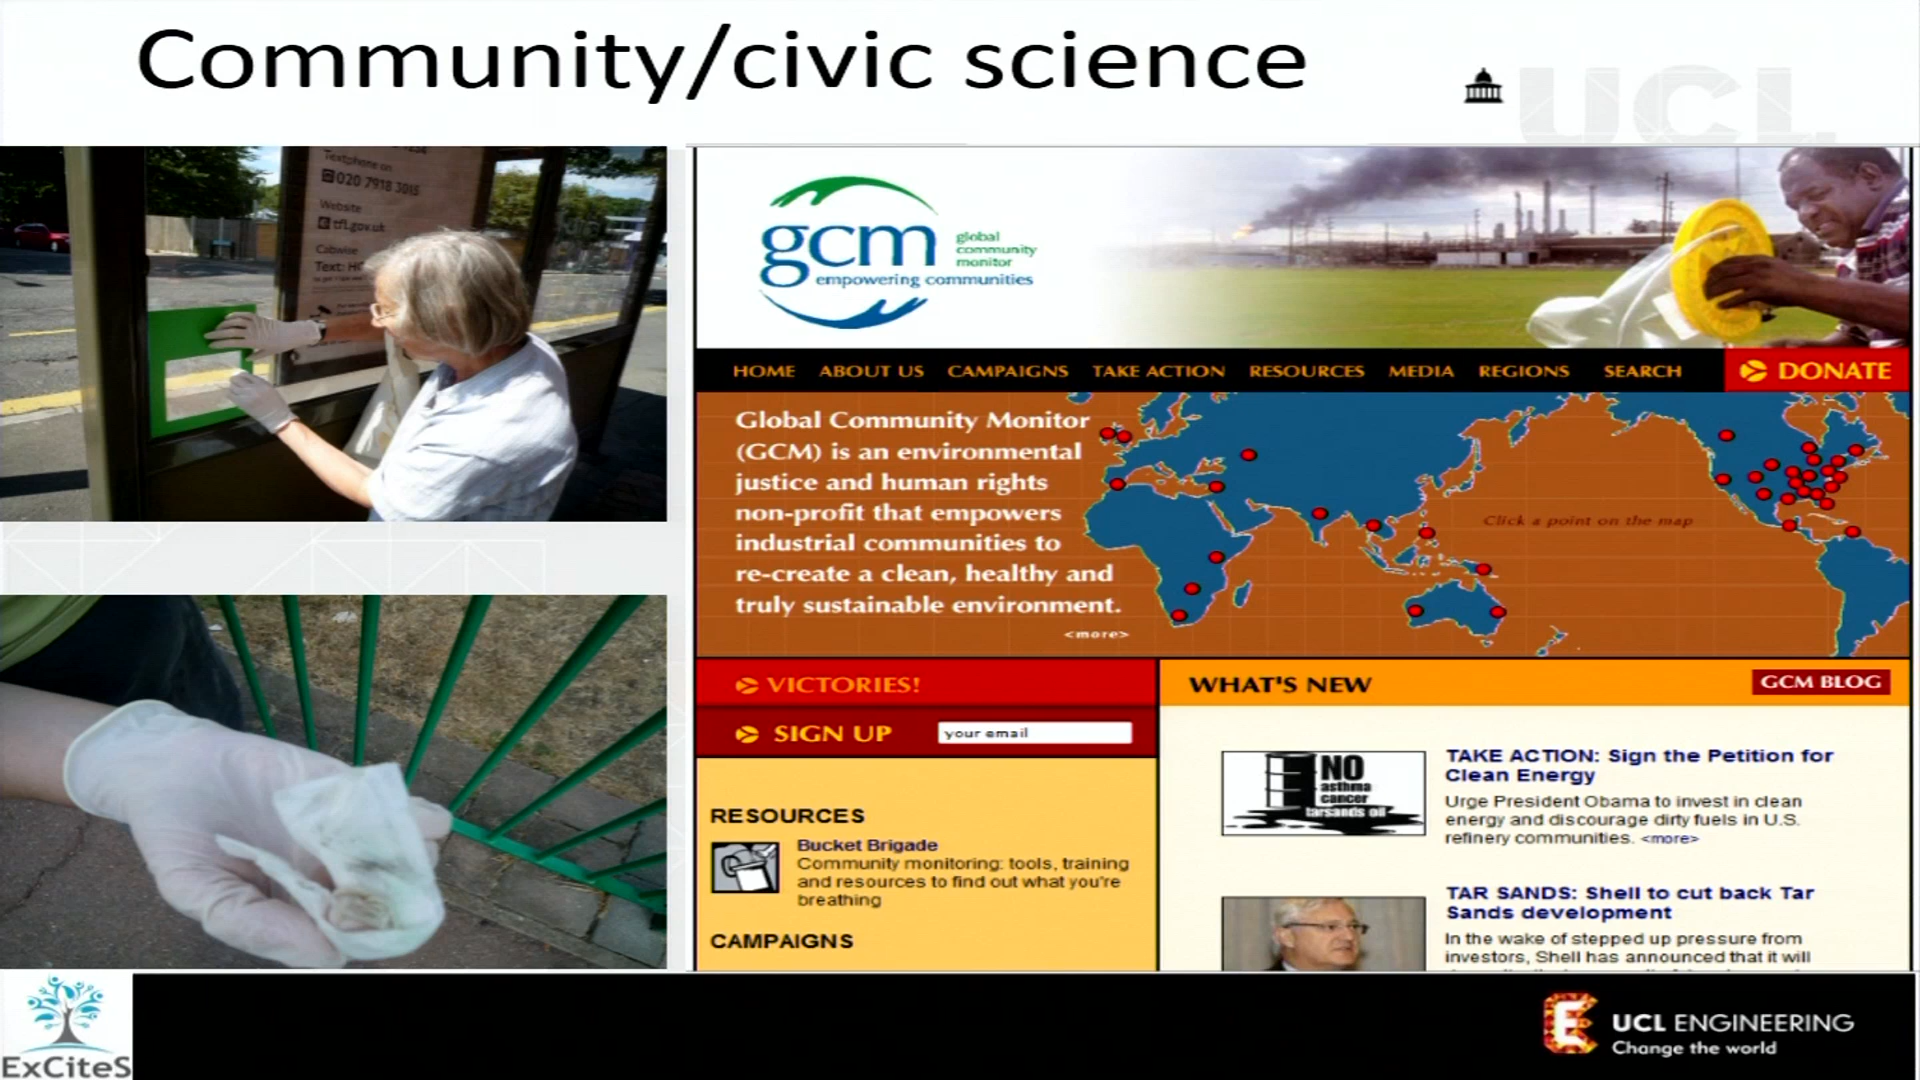 Community/civic science
UCL
Textphone on
020 7918 3015
Website
tfl.gov.uk
Cabwise
Text: HO
gcm
global
community
monitor
empowering communities
HOME ABOUT US CAMPAIGNS TAKE ACTION RESOURCES MEDIA REGIONS SEARCH DONATE
Global Community Monitor
(GCM) is an environmental
justice and human rights
non-profit that empowers
industrial communities to
re-create a clean, healthy and
truly sustainable environment.
<more>
Click a point on the map
VICTORIES!
SIGN UP your email
RESOURCES
Bucket Brigade
Community monitoring: tools, training
and resources to find out what you're
breathing
CAMPAIGNS
WHAT'S NEW GCM BLOG
NO
asthma
cancer
tarsands oil
TAKE ACTION: Sign the Petition for
Clean Energy
Urge President Obama to invest in clean
energy and discourage dirty fuels in U.S.
refinery communities. <more>
TAR SANDS: Shell to cut back Tar
Sands development
In the wake of stepped up pressure from
investors, Shell has announced that it will
ExCiteS
UCL ENGINEERING
Change the world